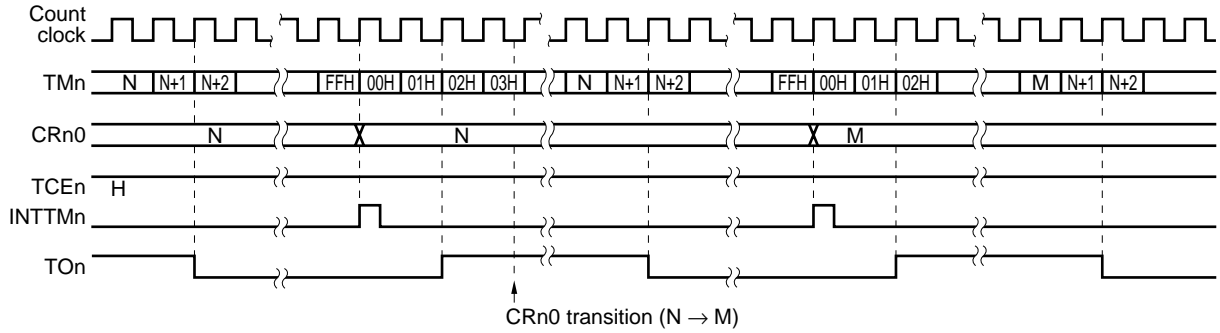 Count
clock
TMn N N+1 N+2 FFH 00H 01H 02H 03H N N+1 N+2 FFH 00H 01H 02H M N+1 N+2
CRn0 N N M
TCEn H
INTTMn
TOn
CRn0 transition (N → M)